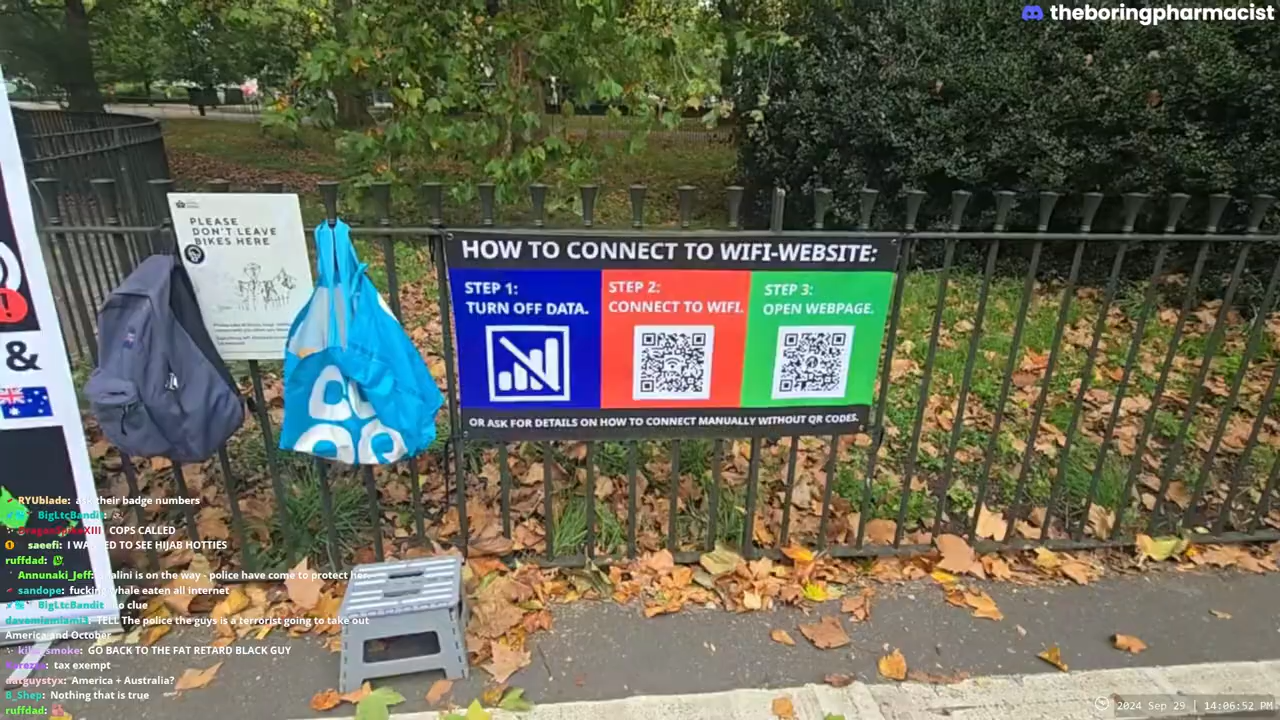 theboringpharmacist
PLEASE
DON'T LEAVE
BIKES HERE
&
CO
OP
HOW TO CONNECT TO WIFI-WEBSITE:
STEP 1:
TURN OFF DATA.
STEP 2:
CONNECT TO WIFI.
STEP 3:
OPEN WEBPAGE.
OR ASK FOR DETAILS ON HOW TO CONNECT MANUALLY WITHOUT QR CODES.
RYUblade: ask their badge numbers
BigLtcBandit:
COPS CALLED
saeefi: I WANTED TO SEE HIJAB HOTTIES
ruffdad:
Annunaki_Jeff: is on the way - police have come to protect her
sandope: fucking whale eaten all internet
BigLtcBandit no clue
TELL The police the guys is a terrorist going to take out
America and October
GO BACK TO THE FAT RETARD BLACK GUY
tax exempt
America + Australia?
B_Shep: Nothing that is true
ruffdad:
2024 Sep 29 | 14:06:52 PM